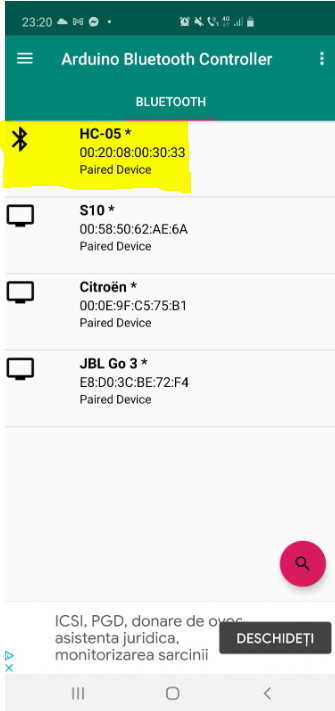 23:20
4G
Arduino Bluetooth Controller
BLUETOOTH
HC-05 *
00:20:08:00:30:33
Paired Device
S10 *
00:58:50:62:AE:6A
Paired Device
Citroën *
00:0E:9F:C5:75:B1
Paired Device
JBL Go 3 *
E8:D0:3C:BE:72:F4
Paired Device
ICSI, PGD, donare de
asistenta juridica,
monitorizarea sarcinii
DESCHIDEȚI